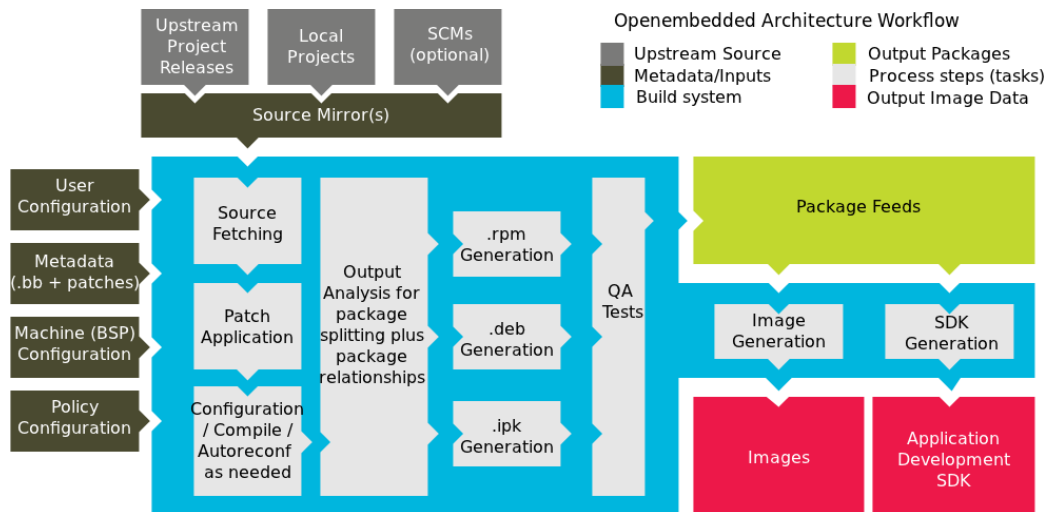 Openembedded Architecture Workflow
Upstream Source
Metadata/Inputs
Build system
Output Packages
Process steps (tasks)
Output Image Data
Upstream
Project
Releases
Local
Projects
SCMs
(optional)
Source Mirror(s)
User
Configuration
Metadata
(.bb + patches)
Machine (BSP)
Configuration
Policy
Configuration
Source
Fetching
Patch
Application
Configuration
/ Compile /
Autoreconf
as needed
Output
Analysis for
package
splitting plus
package
relationships
.rpm
Generation
.deb
Generation
.ipk
Generation
QA
Tests
Package Feeds
Image
Generation
SDK
Generation
Images
Application
Development
SDK